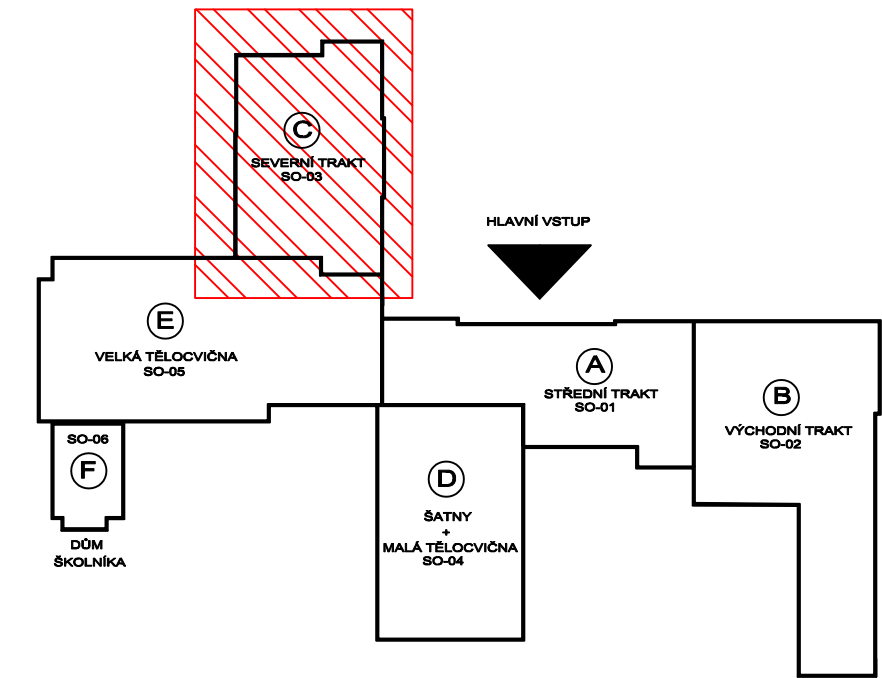 C
SEVERNÍ TRAKT
SO-03
HLAVNÍ VSTUP
E
VELKÁ TĚLOCVIČNA
SO-05
A
STŘEDNÍ TRAKT
SO-01
B
VÝCHODNÍ TRAKT
SO-02
SO-06
F
DŮM
ŠKOLNÍKA
D
ŠATNY
+
MALÁ TĚLOCVIČNA
SO-04